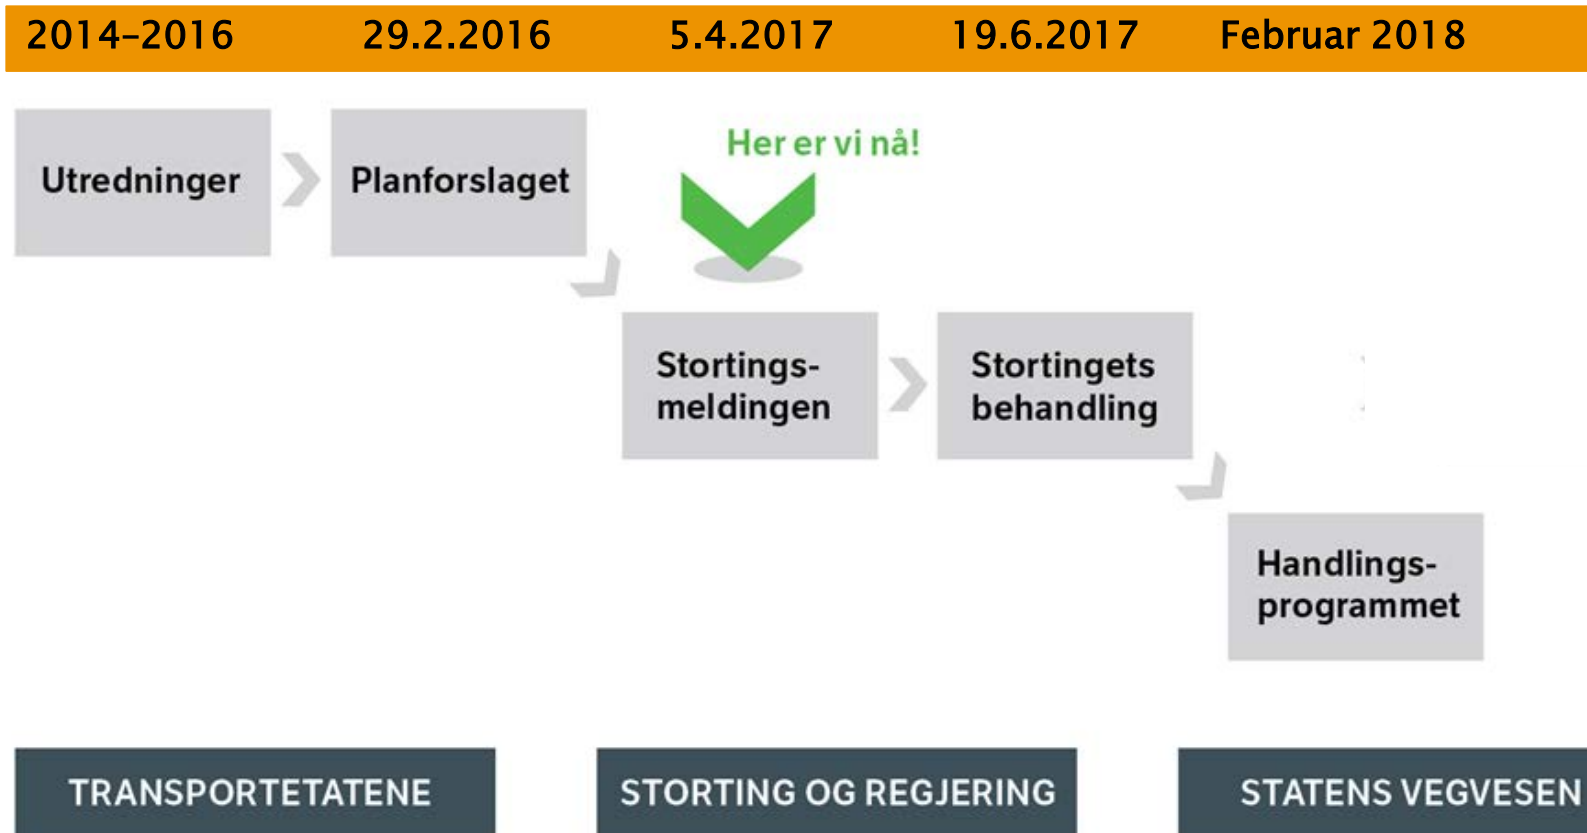 2014–2016 29.2.2016 5.4.2017 19.6.2017 Februar 2018
Her er vi nå!
Utredninger
Planforslaget
Stortings-
meldingen
Stortingets
behandling
Handlings-
programmet
TRANSPORTETATENE
STORTING OG REGJERING
STATENS VEGVESEN